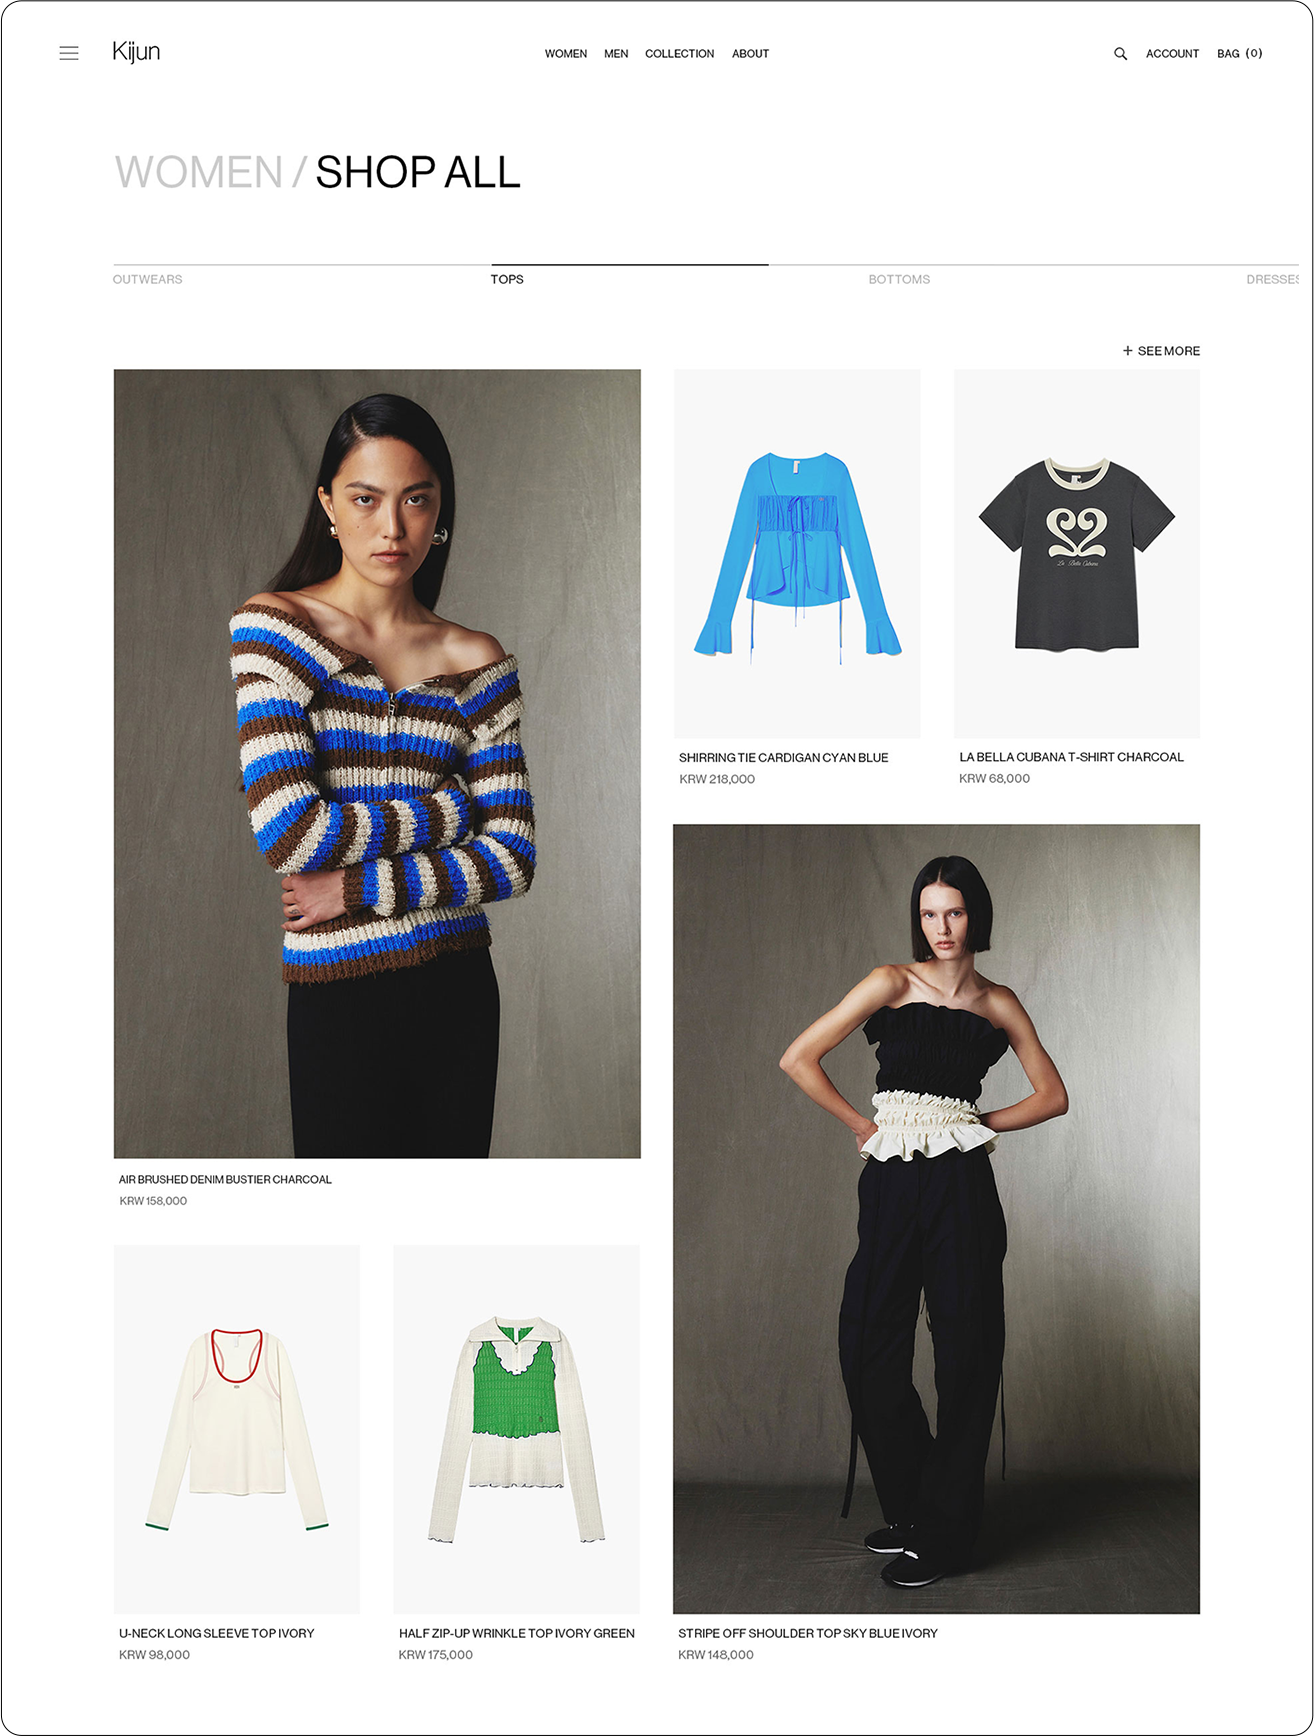 Kijun
WOMEN MEN COLLECTION ABOUT
ACCOUNT BAG (0)
WOMEN / SHOP ALL
OUTWEARS TOPS BOTTOMS DRESSES
+ SEE MORE
La Bella Cubana
SHIRRING TIE CARDIGAN CYAN BLUE
KRW 218,000
LA BELLA CUBANA T-SHIRT CHARCOAL
KRW 68,000
AIR BRUSHED DENIM BUSTIER CHARCOAL
KRW 158,000
U-NECK LONG SLEEVE TOP IVORY
KRW 98,000
HALF ZIP-UP WRINKLE TOP IVORY GREEN
KRW 175,000
STRIPE OFF SHOULDER TOP SKY BLUE IVORY
KRW 148,000